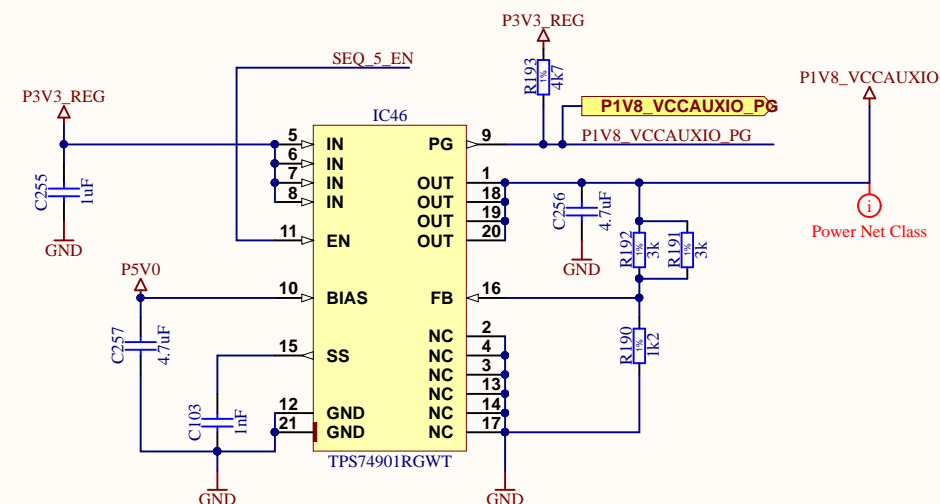 P3V3_REG
SEQ_5_EN
R193
1%
4k7
P1V8_VCCAUXIO
P3V3_REG
P1V8_VCCAUXIO_PG
IC46
P1V8_VCCAUXIO_PG
5 IN
6 IN
7 IN
8 IN
11 EN
10 BIAS
15 SS
12 GND
21 GND
PG 9
OUT 1
OUT 18
OUT 19
OUT 20
FB 16
NC 2
NC 4
NC 3
NC 13
NC 14
NC 17
TPS74901RGWT
C255
1uF
GND
P5V0
C257
4.7uF
C103
1nF
GND
C256
4.7uF
GND
R192
1%
3k
R191
1%
3k
R190
1%
1k2
GND
i
Power Net Class